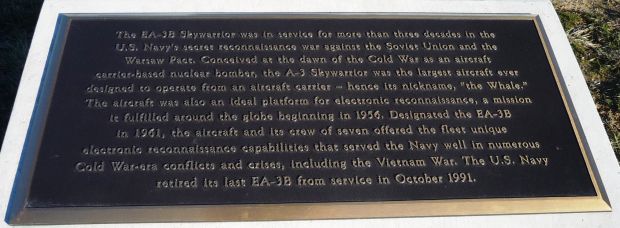 The EA-3B Skywarrior was in service for more than three decades in the
U.S. Navy's secret reconnaissance war against the Soviet Union and the
Warsaw Pact. Conceived at the dawn of the Cold War as an aircraft
carrier-based nuclear bomber, the A-3 Skywarrior was the largest aircraft ever
designed to operate from an aircraft carrier – hence its nickname, "the Whale."
The aircraft was also an ideal platform for electronic reconnaissance, a mission
it fulfilled around the globe beginning in 1956. Designated the EA-3B
in 1961, the aircraft and its crew of seven offered the fleet unique
electronic reconnaissance capabilities that served the Navy well in numerous
Cold War-era conflicts and crises, including the Vietnam War. The U.S. Navy
retired its last EA-3B from service in October 1991.